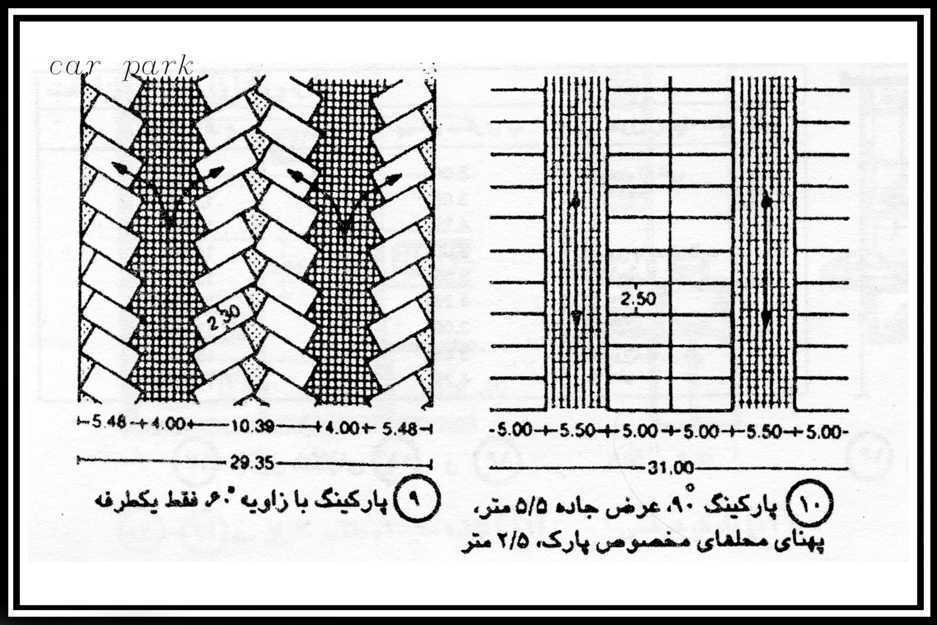 car park
2.30
5.48 4.00 10.39 4.00 5.48
29.35
۹ پارکینگ با زاویه ۶۰°، فقط یکطرفه
2.50
5.00 5.50 5.00 5.00 5.50 5.00
31.00
۱۰ پارکینگ ۹۰°، عرض جاده ۵/۵ متر،
پهنای محلهای مخصوص پارک، ۲/۵ متر